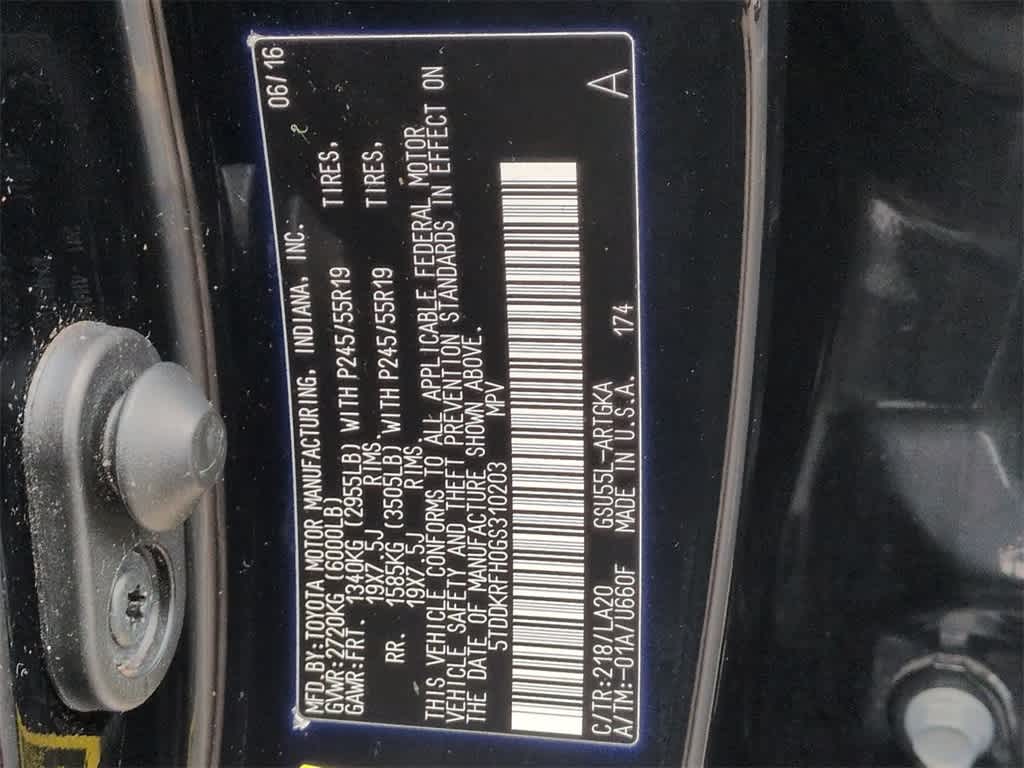 MFD.BY:TOYOTA MOTOR MANUFACTURING, INDIANA, INC. 06/16
GVWR:2720KG (6000LB)
GAWR:FRT. 1340KG (2955LB) WITH P245/55R19 TIRES,
19X7.5J RIMS.
RR. 1585KG (3505LB) WITH P245/55R19 TIRES,
19X7.5J RIMS.
THIS VEHICLE CONFORMS TO ALL APPLICABLE FEDERAL MOTOR
VEHICLE SAFETY AND THEFT PREVENTION STANDARDS IN EFFECT ON
THE DATE OF MANUFACTURE SHOWN ABOVE.
5TDDKRFH0GS310203 MPV
C/TR:218/LA20 GSU55L-ARTGKA
A/TM:-01A/U660F MADE IN U.S.A. 174 A